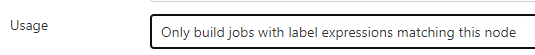 Usage
Only build jobs with label expressions matching this node